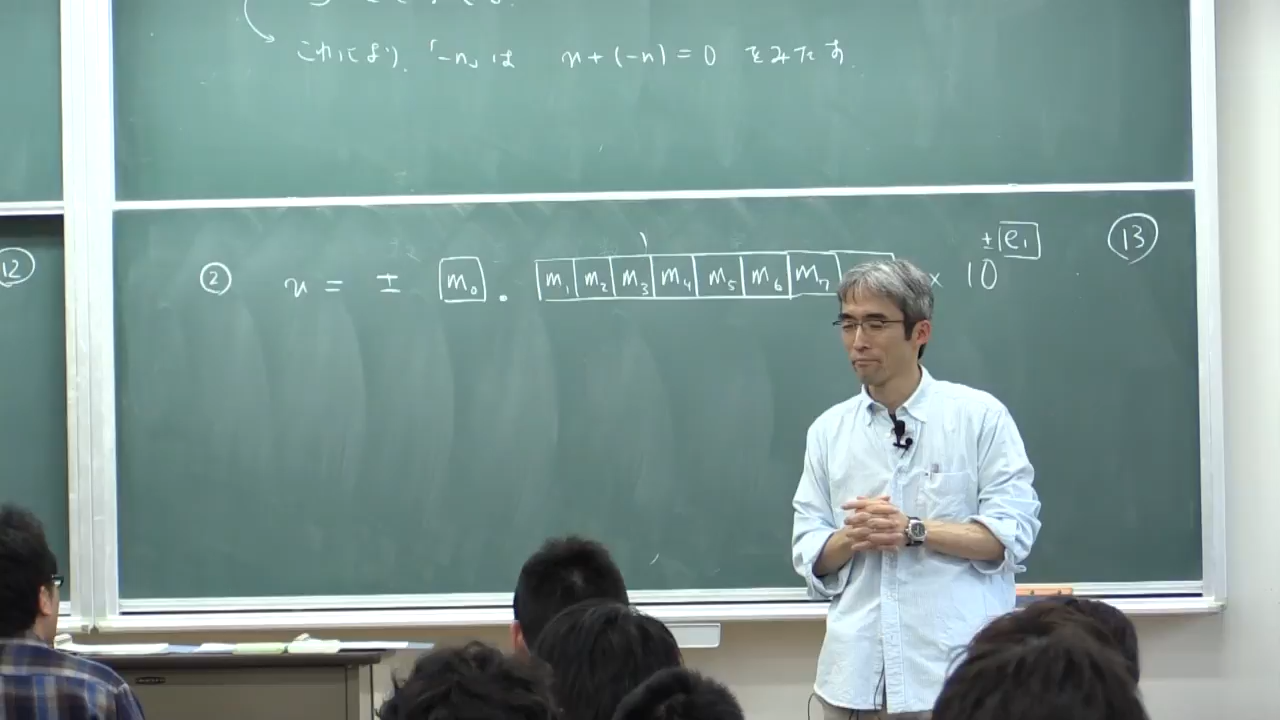 これにより、「-n」は n + (-n) = 0 をみたす.
⑫
② x = ± m₀ . m₁ m₂ m₃ m₄ m₅ m₆ m₇ × 10^{± e₁}
⑬